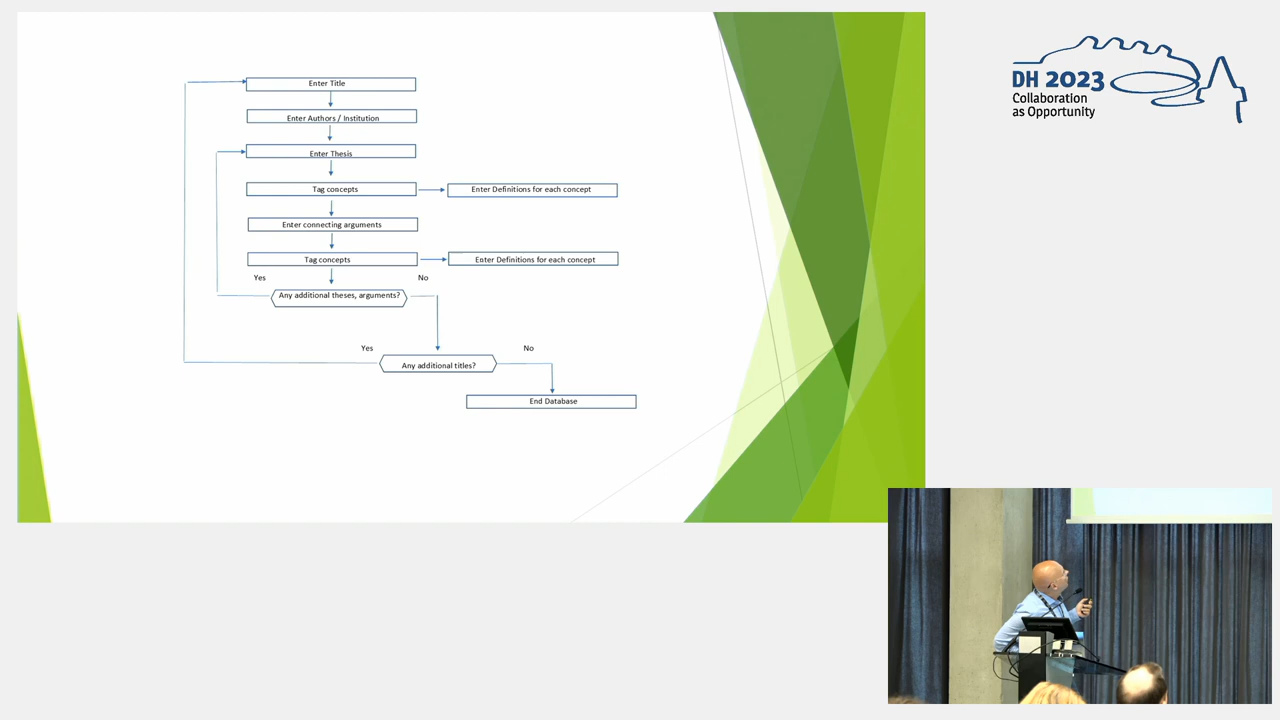 Enter Title
Enter Authors / Institution
Enter Thesis
Tag concepts
Enter Definitions for each concept
Enter connecting arguments
Tag concepts
Enter Definitions for each concept
Yes
No
Any additional theses, arguments?
Yes
No
Any additional titles?
End Database
DH 2023
Collaboration
as Opportunity